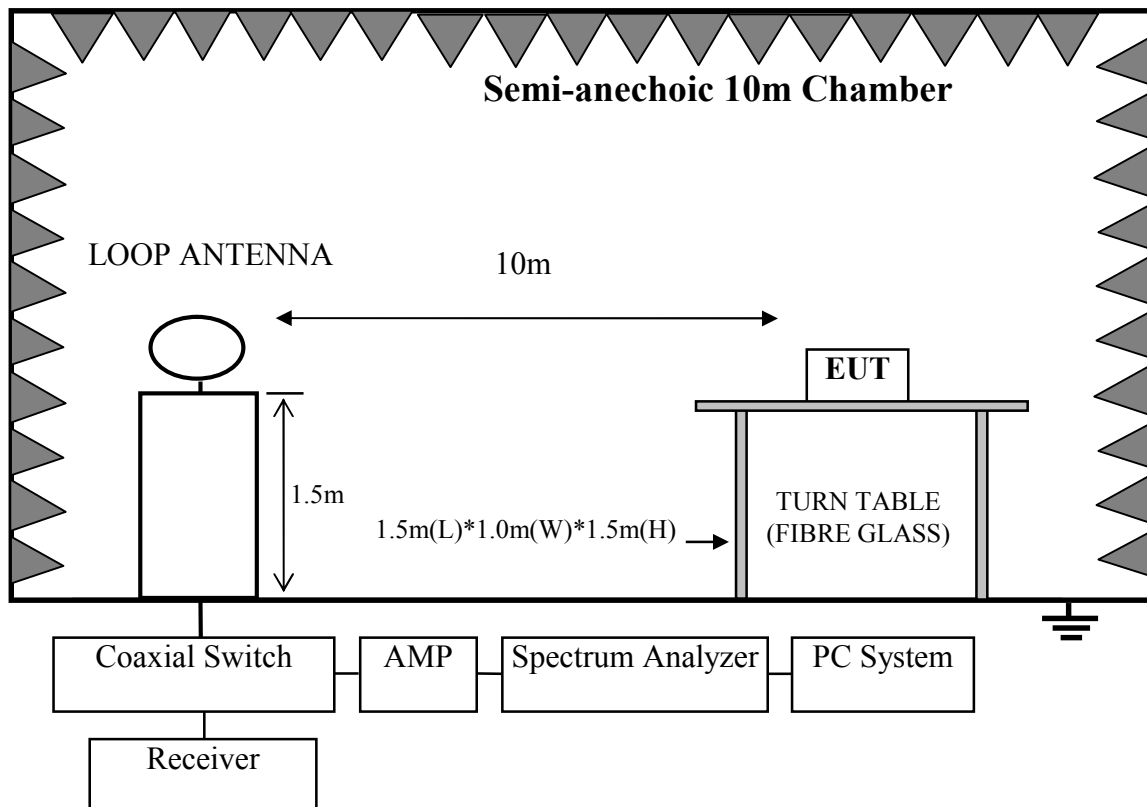 Semi-anechoic 10m Chamber
LOOP ANTENNA
10m
EUT
1.5m
1.5m(L)*1.0m(W)*1.5m(H)
TURN TABLE
(FIBRE GLASS)
Coaxial Switch
AMP
Spectrum Analyzer
PC System
Receiver